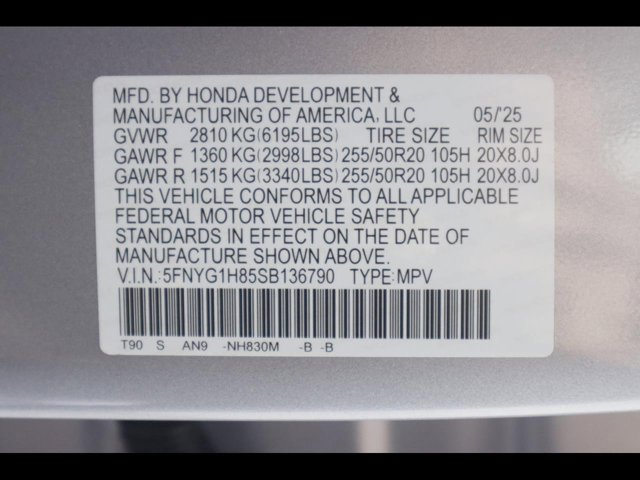 MFD. BY HONDA DEVELOPMENT &
MANUFACTURING OF AMERICA, LLC 05/'25
GVWR 2810 KG(6195LBS) TIRE SIZE RIM SIZE
GAWR F 1360 KG(2998LBS) 255/50R20 105H 20X8.0J
GAWR R 1515 KG(3340LBS) 255/50R20 105H 20X8.0J
THIS VEHICLE CONFORMS TO ALL APPLICABLE
FEDERAL MOTOR VEHICLE SAFETY
STANDARDS IN EFFECT ON THE DATE OF
MANUFACTURE SHOWN ABOVE.
V.I.N.:5FNYG1H85SB136790 TYPE:MPV
T90 S AN9 -NH830M -B -B